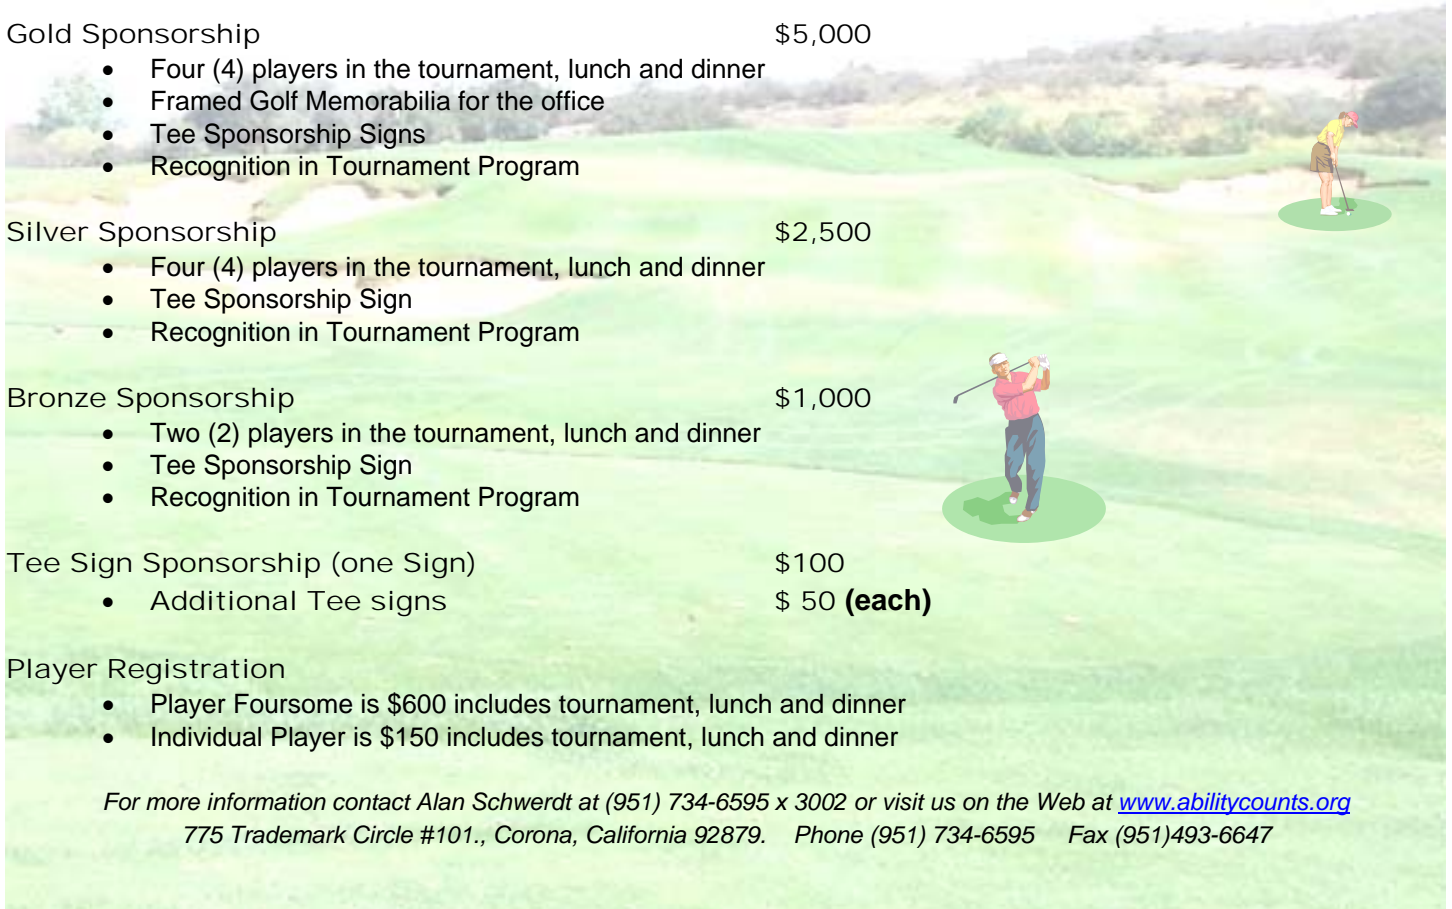 Gold Sponsorship $5,000
• Four (4) players in the tournament, lunch and dinner
• Framed Golf Memorabilia for the office
• Tee Sponsorship Signs
• Recognition in Tournament Program
Silver Sponsorship $2,500
• Four (4) players in the tournament, lunch and dinner
• Tee Sponsorship Sign
• Recognition in Tournament Program
Bronze Sponsorship $1,000
• Two (2) players in the tournament, lunch and dinner
• Tee Sponsorship Sign
• Recognition in Tournament Program
Tee Sign Sponsorship (one Sign) $100
• Additional Tee signs $ 50 (each)
Player Registration
• Player Foursome is $600 includes tournament, lunch and dinner
• Individual Player is $150 includes tournament, lunch and dinner
For more information contact Alan Schwerdt at (951) 734-6595 x 3002 or visit us on the Web at www.abilitycounts.org
775 Trademark Circle #101., Corona, California 92879. Phone (951) 734-6595 Fax (951)493-6647